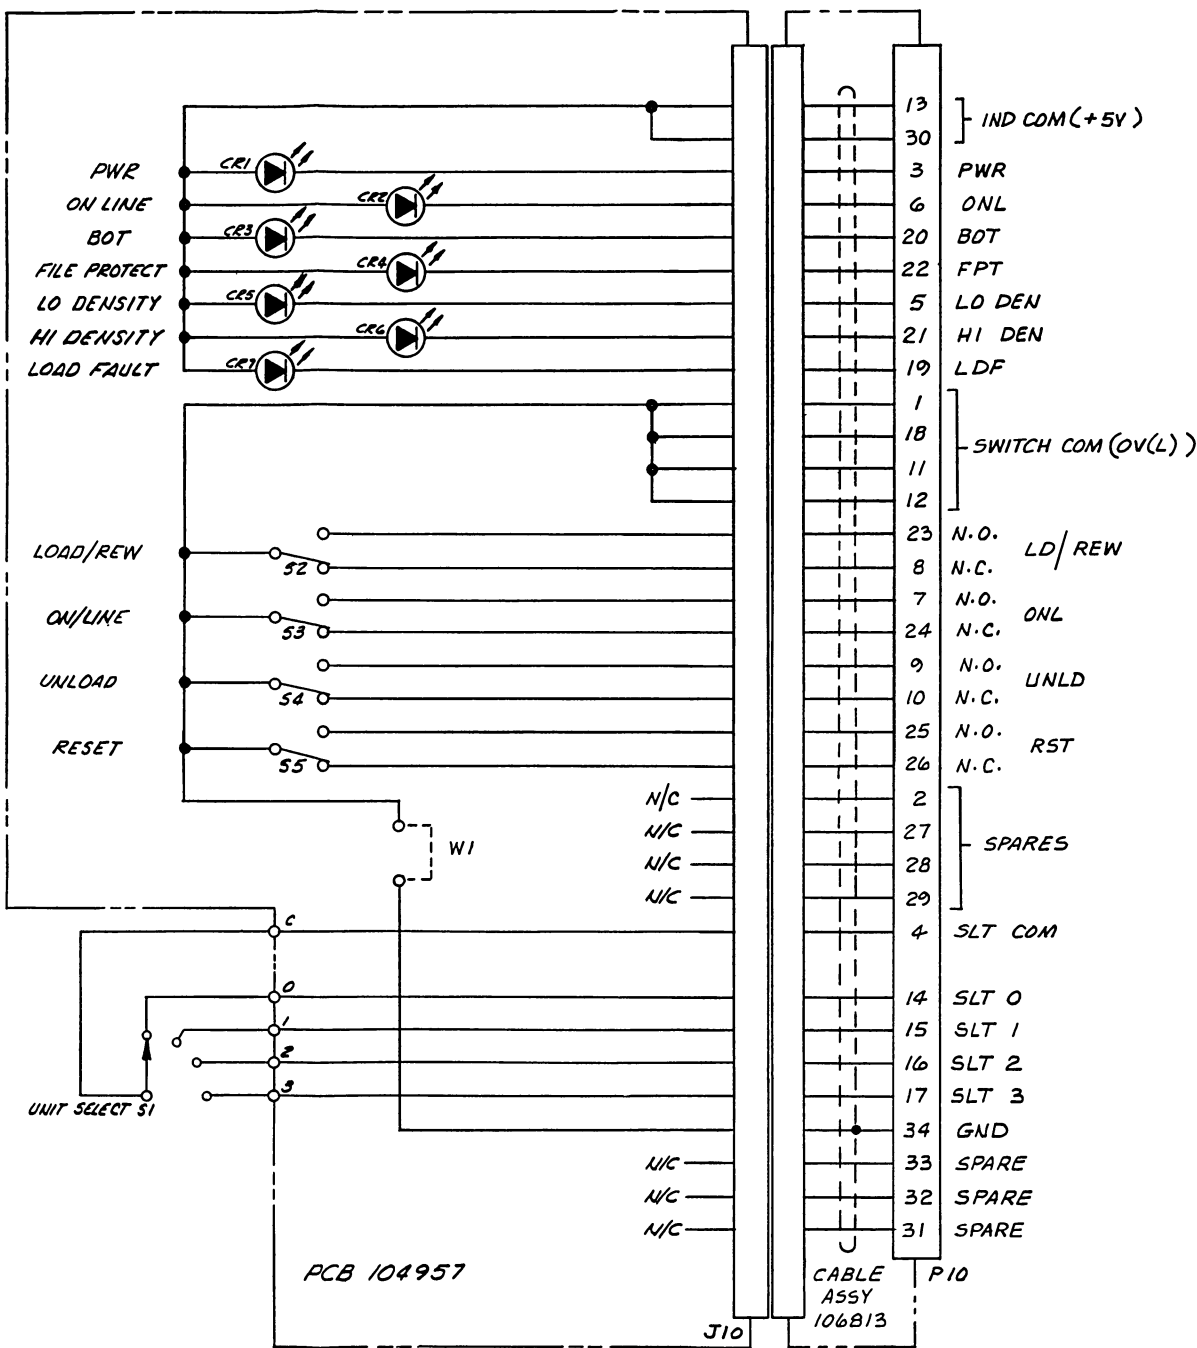 13
IND COM (+5V)
30
PWR
CR1
3
PWR
ON LINE
CR2
6
ONL
BOT
CR3
20
BOT
FILE PROTECT
CR4
22
FPT
LO DENSITY
CR5
5
LO DEN
HI DENSITY
CR6
21
HI DEN
LOAD FAULT
CR7
19
LDF
1
18
SWITCH COM (0V(L))
11
12
LOAD/REW
S2
23
N.O.
LD/REW
8
N.C.
ON/LINE
S3
7
N.O.
ONL
24
N.C.
UNLOAD
S4
9
N.O.
UNLD
10
N.C.
RESET
S5
25
N.O.
RST
26
N.C.
N/C
2
N/C
27
W1
SPARES
N/C
28
N/C
29
C
4
SLT COM
0
14
SLT 0
1
15
SLT 1
2
16
SLT 2
3
17
SLT 3
UNIT SELECT S1
34
GND
N/C
33
SPARE
N/C
32
SPARE
N/C
31
SPARE
PCB 104957
J10
CABLE
ASSY
106813
P10